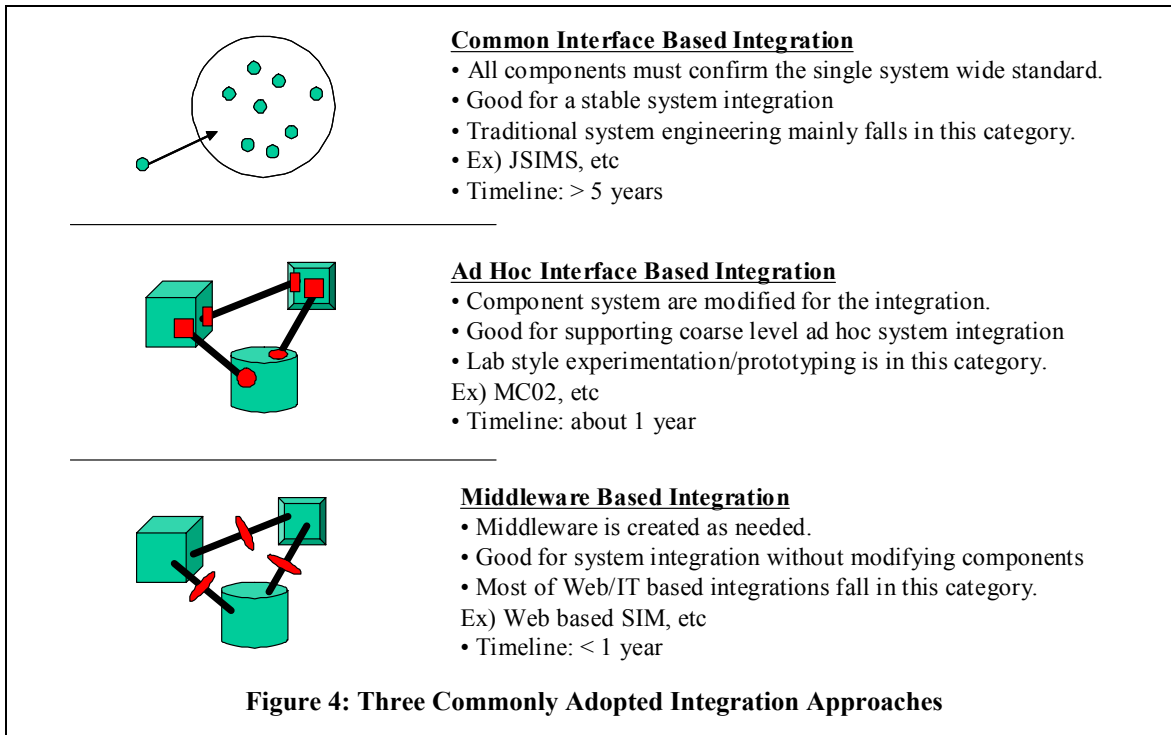 Common Interface Based Integration
• All components must confirm the single system wide standard.
• Good for a stable system integration
• Traditional system engineering mainly falls in this category.
• Ex) JSIMS, etc
• Timeline: > 5 years
Ad Hoc Interface Based Integration
• Component system are modified for the integration.
• Good for supporting coarse level ad hoc system integration
• Lab style experimentation/prototyping is in this category.
Ex) MC02, etc
• Timeline: about 1 year
Middleware Based Integration
• Middleware is created as needed.
• Good for system integration without modifying components
• Most of Web/IT based integrations fall in this category.
Ex) Web based SIM, etc
• Timeline: < 1 year
Figure 4: Three Commonly Adopted Integration Approaches